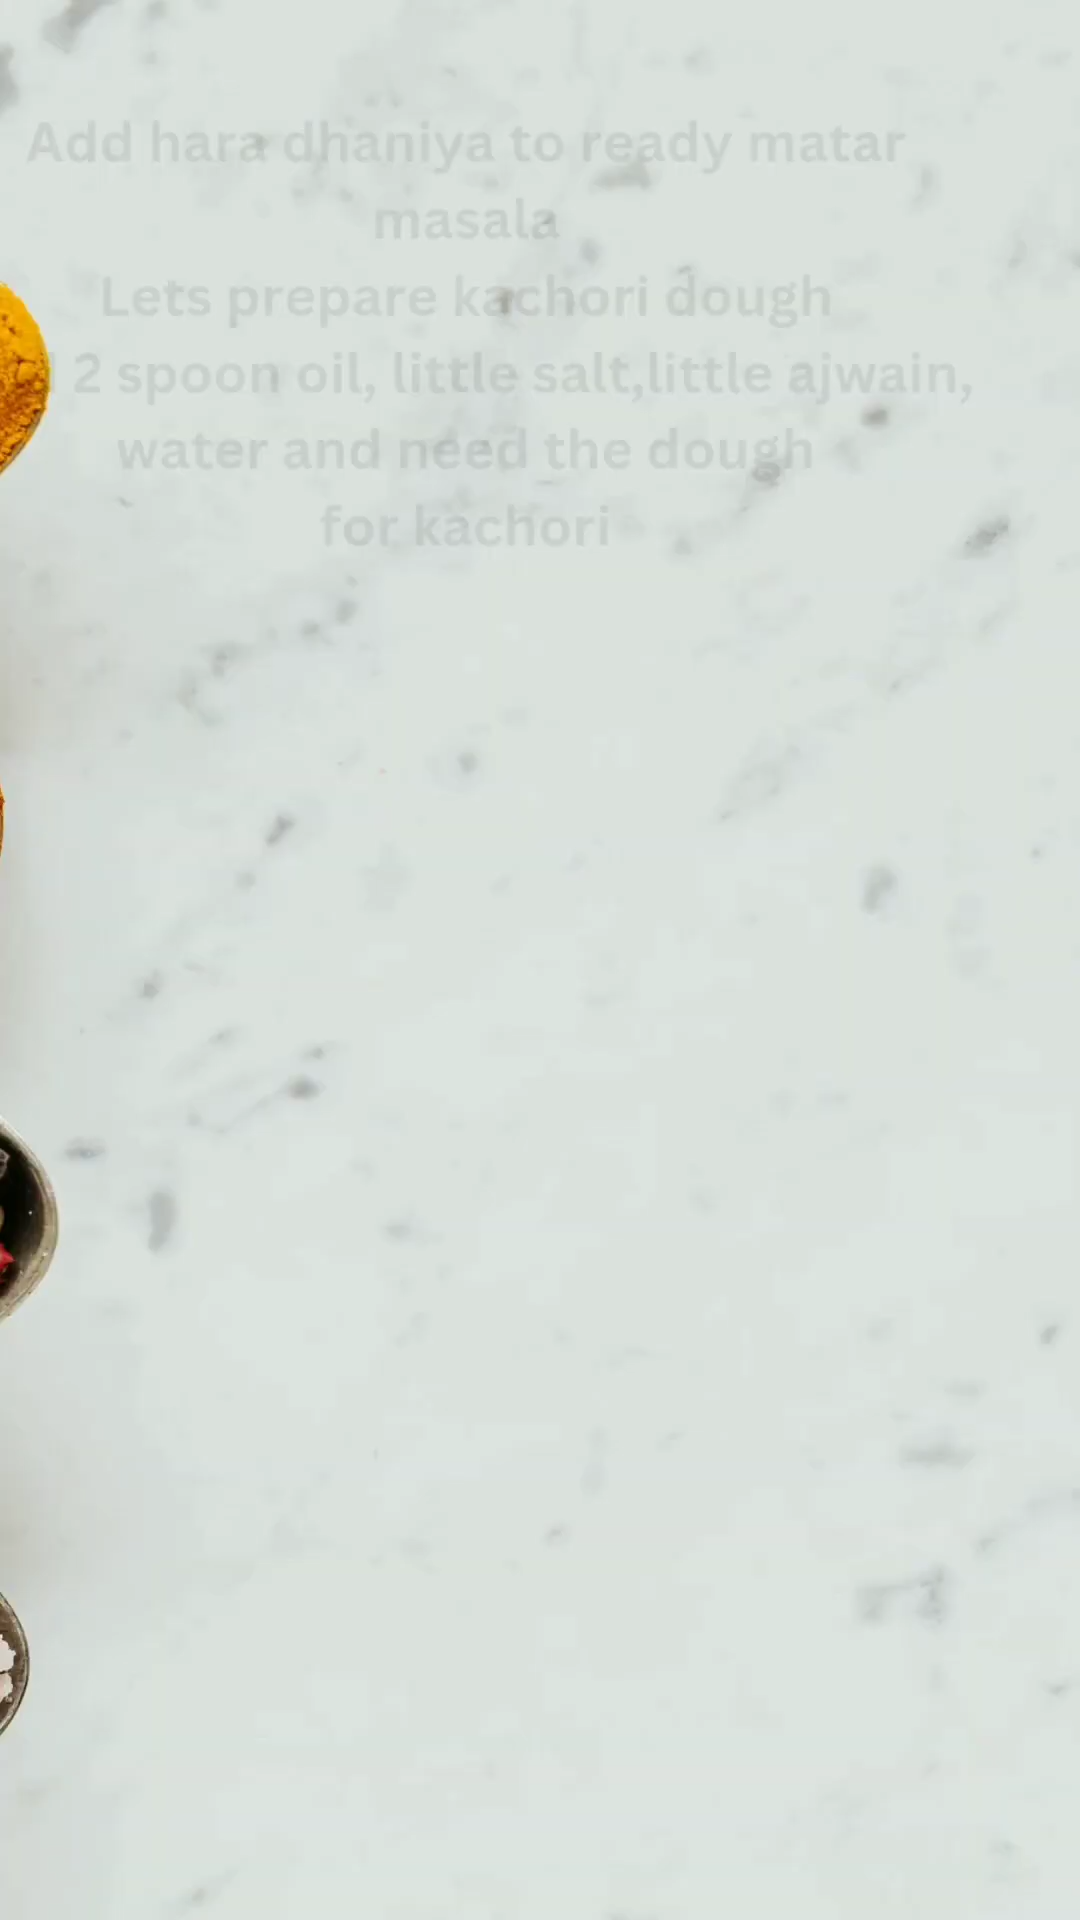 Add hara dhaniya to ready matar
masala
Lets prepare kachori dough
2 spoon oil, little salt,little ajwain,
water and need the dough
for kachori